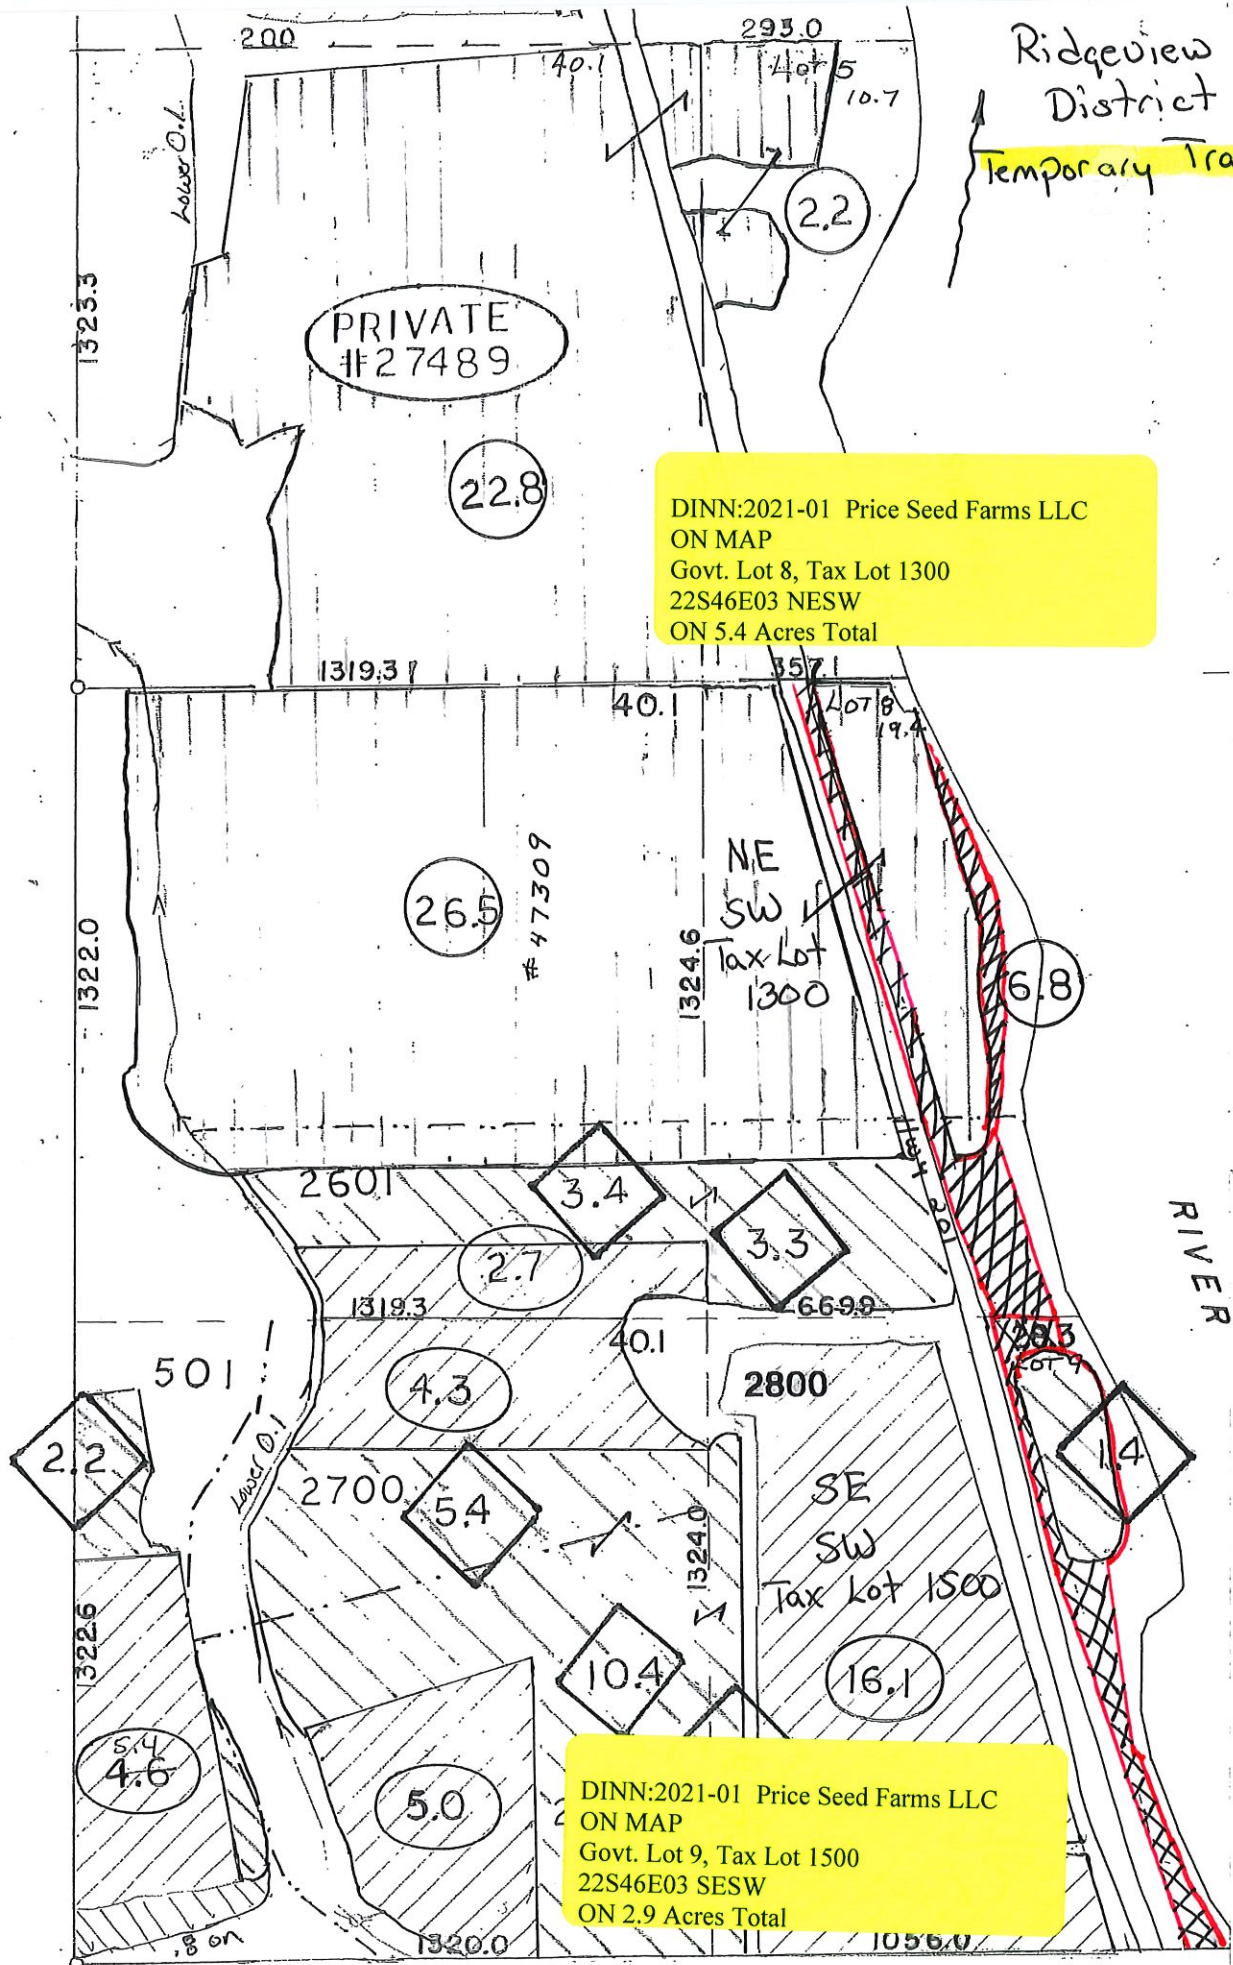 200
293.0
Ridgeview
District
Temporary
40.1
Lot 5
10.7
Lower O.I.
2.2
1323.3
PRIVATE
#27489
22.8
DINN:2021-01 Price Seed Farms LLC
ON MAP
Govt. Lot 8, Tax Lot 1300
22S46E03 NESW
ON 5.4 Acres Total
1319.3
357.1
40.1
LOT 8
19.4
NE
SW
Tax Lot
1300
26.5
#47309
1322.0
1324.6
6.8
2601
3.4
3.3
2.7
HWY 201
RIVER
1319.3
669.9
40.1
28.3
LOT 9
501
4.3
2800
2.2
1.4
Lower O.I
2700
5.4
SE
SW
Tax Lot 1500
1324.0
1322.6
10.4
16.1
5.4
4.6
5.0
DINN:2021-01 Price Seed Farms LLC
ON MAP
Govt. Lot 9, Tax Lot 1500
22S46E03 SESW
ON 2.9 Acres Total
.8 on
1320.0
1056.0